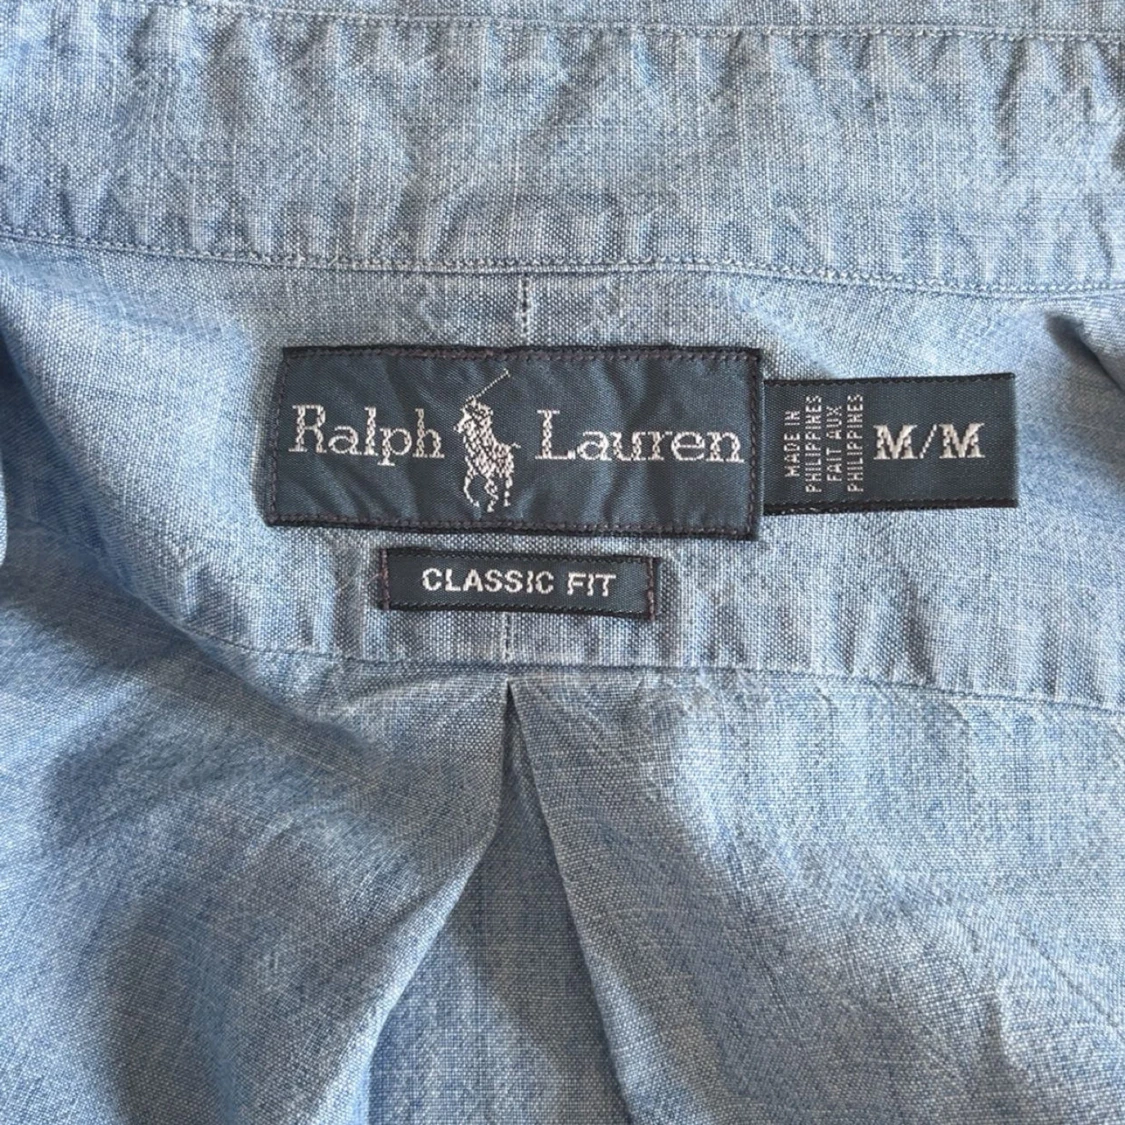 Ralph Lauren
MADE IN
PHILIPPINES
FAIT AUX
PHILIPPINES
M/M
CLASSIC FIT